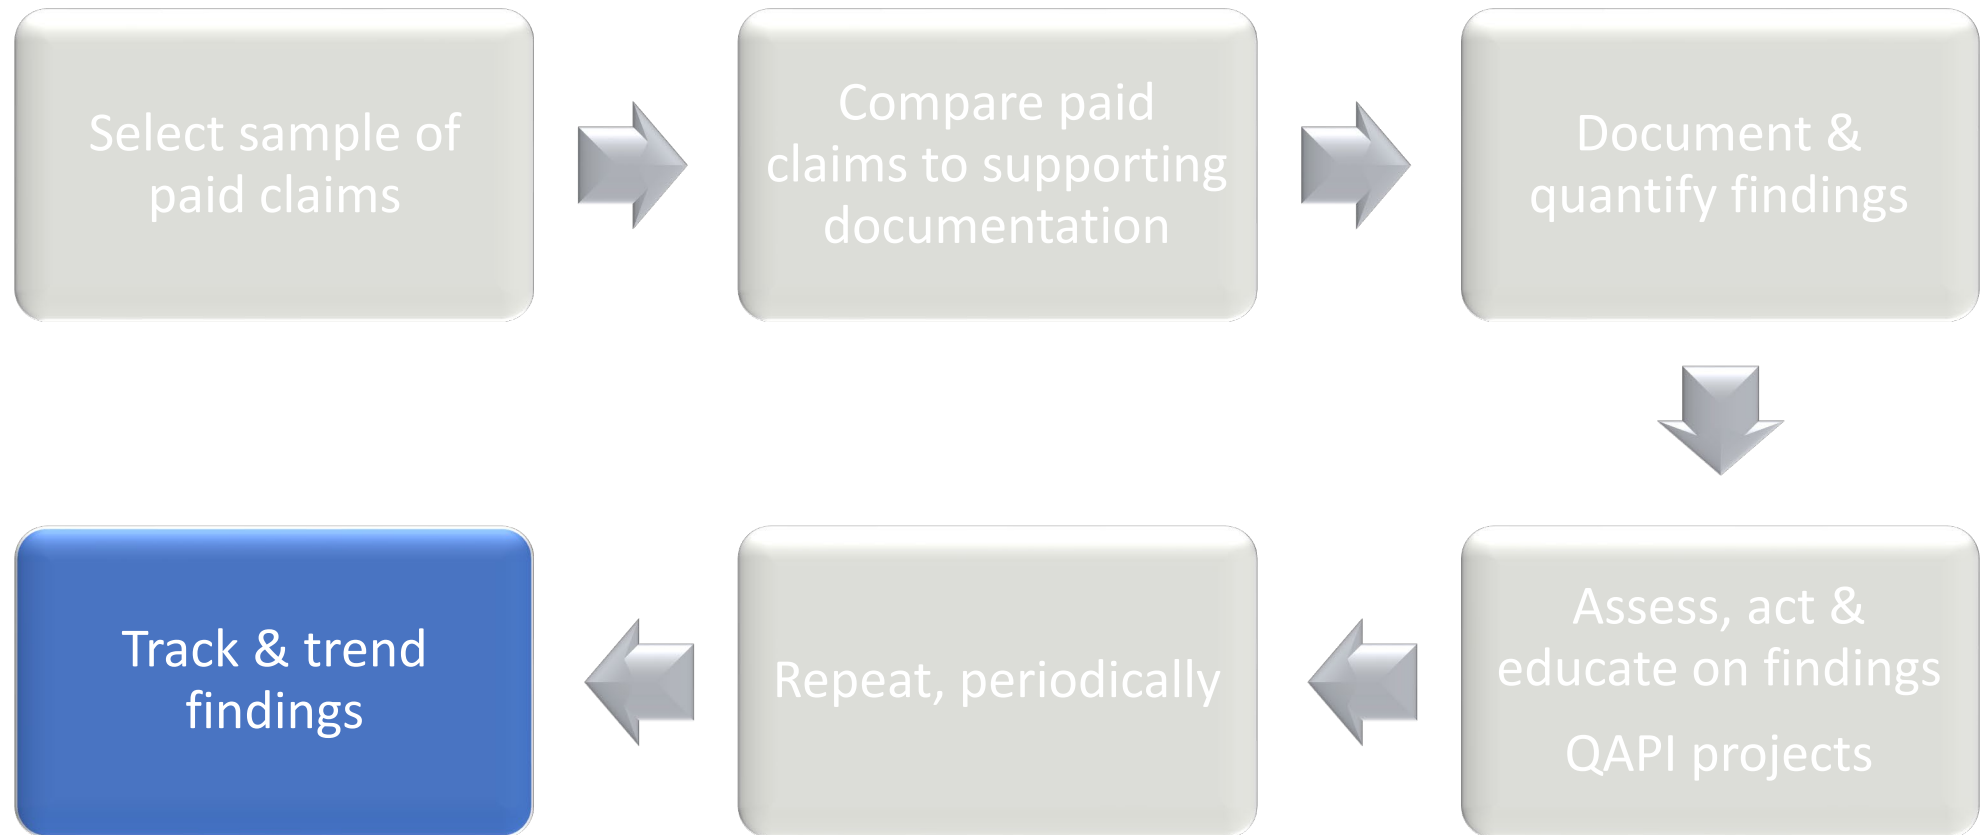 Select sample of
paid claims
Compare paid
claims to supporting
documentation
Document &
quantify findings
Assess, act &
educate on findings
QAPI projects
Repeat, periodically
Track & trend
findings